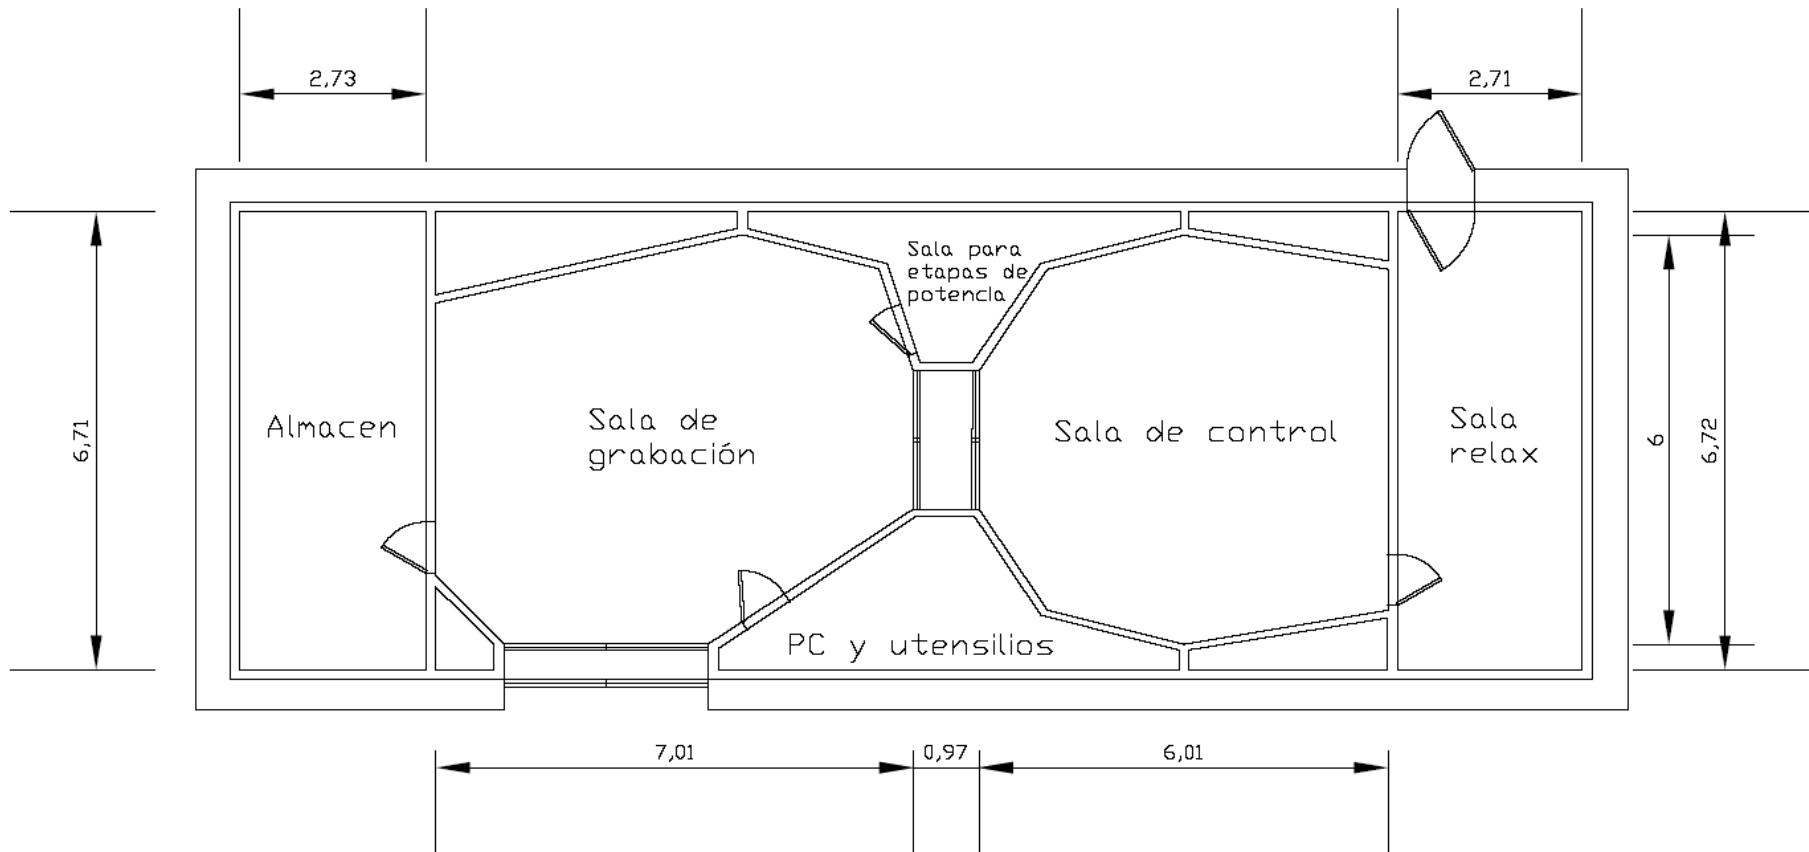 2,73
2,71
Sala para
etapas de
potencia
Almacen
Sala de
grabación
Sala de control
Sala
relax
6,71
6
6,72
PC y utensilios
7,01
0,97
6,01